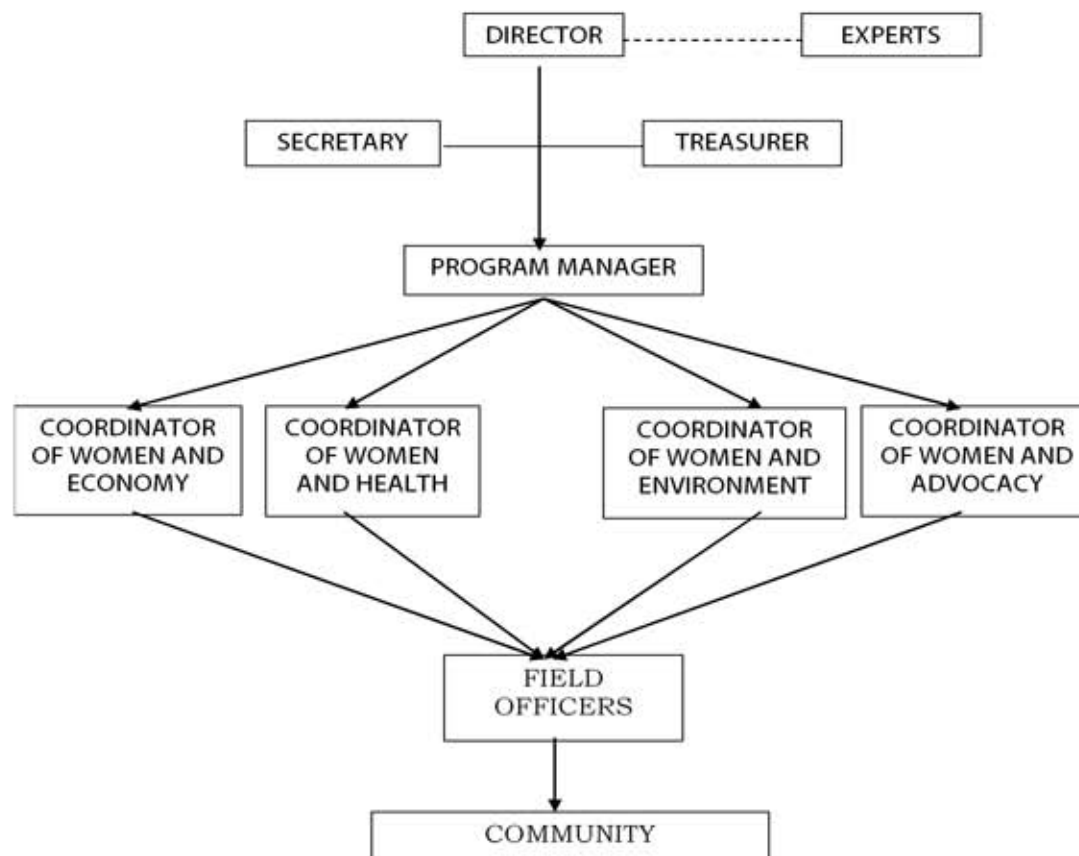 DIRECTOR
EXPERTS
SECRETARY
TREASURER
PROGRAM MANAGER
COORDINATOR
OF WOMEN AND
ECONOMY
COORDINATOR
OF WOMEN
AND HEALTH
COORDINATOR
OF WOMEN AND
ENVIRONMENT
COORDINATOR
OF WOMEN AND
ADVOCACY
FIELD
OFFICERS
COMMUNITY